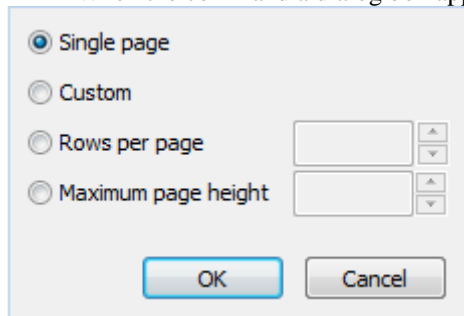 Single page
Custom
Rows per page
Maximum page height
OK Cancel